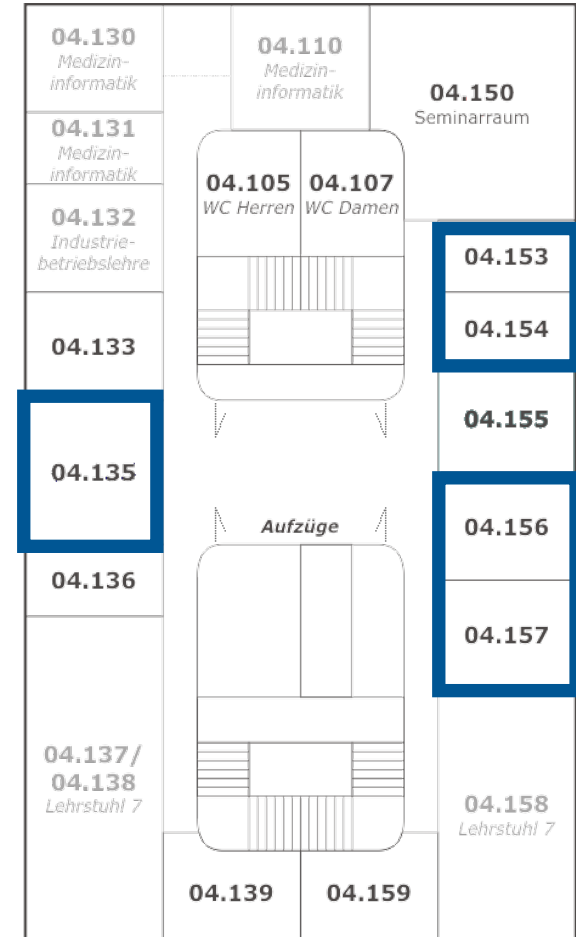 04.130
Medizin-
informatik
04.110
Medizin-
informatik
04.150
Seminarraum
04.131
Medizin-
informatik
04.105
WC Herren
04.107
WC Damen
04.132
Industrie-
betriebslehre
04.153
04.133
04.154
04.155
04.135
Aufzüge
04.156
04.136
04.157
04.137/
04.138
Lehrstuhl 7
04.158
Lehrstuhl 7
04.139
04.159